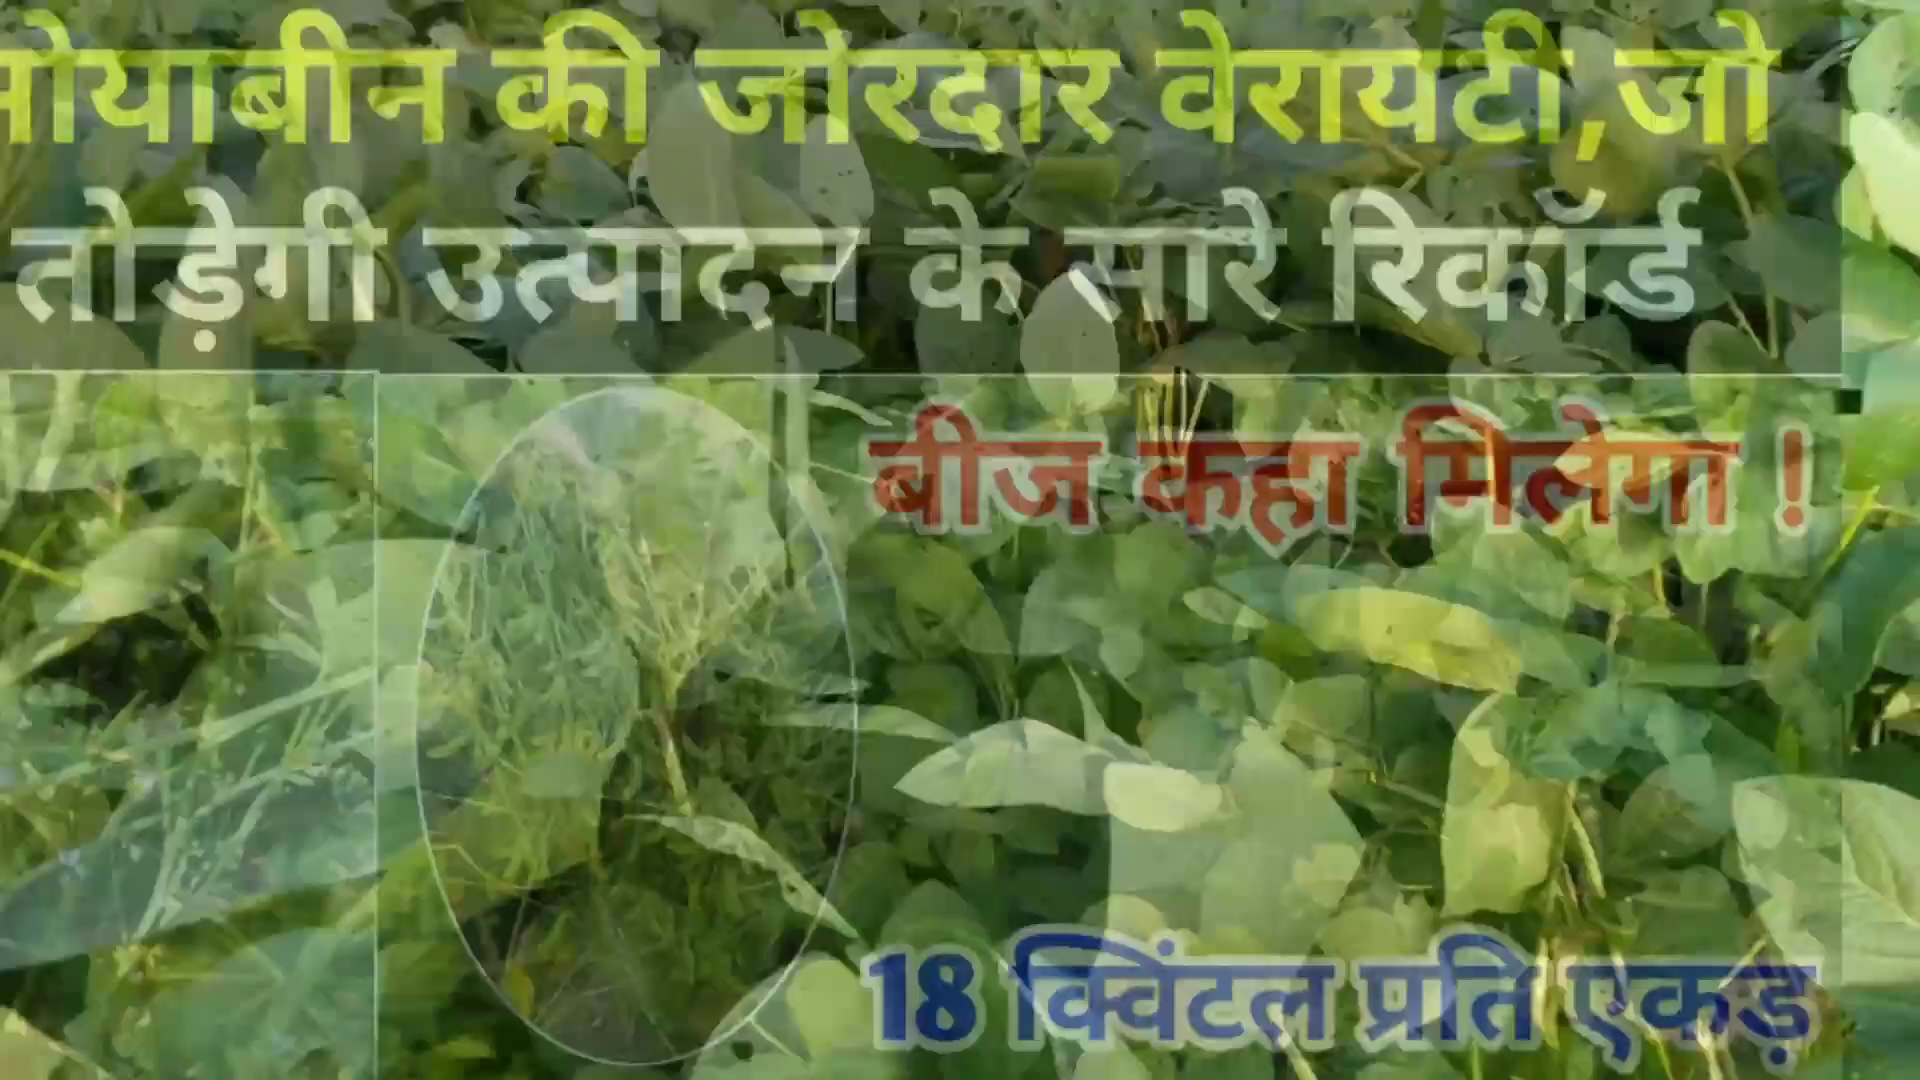 सोयाबीन की जोरदार वेरायटी,जो
तोड़ेगी उत्पादन के सारे रिकॉर्ड
बीज कहा मिलेगा !
18 क्विंटल प्रति एकड़